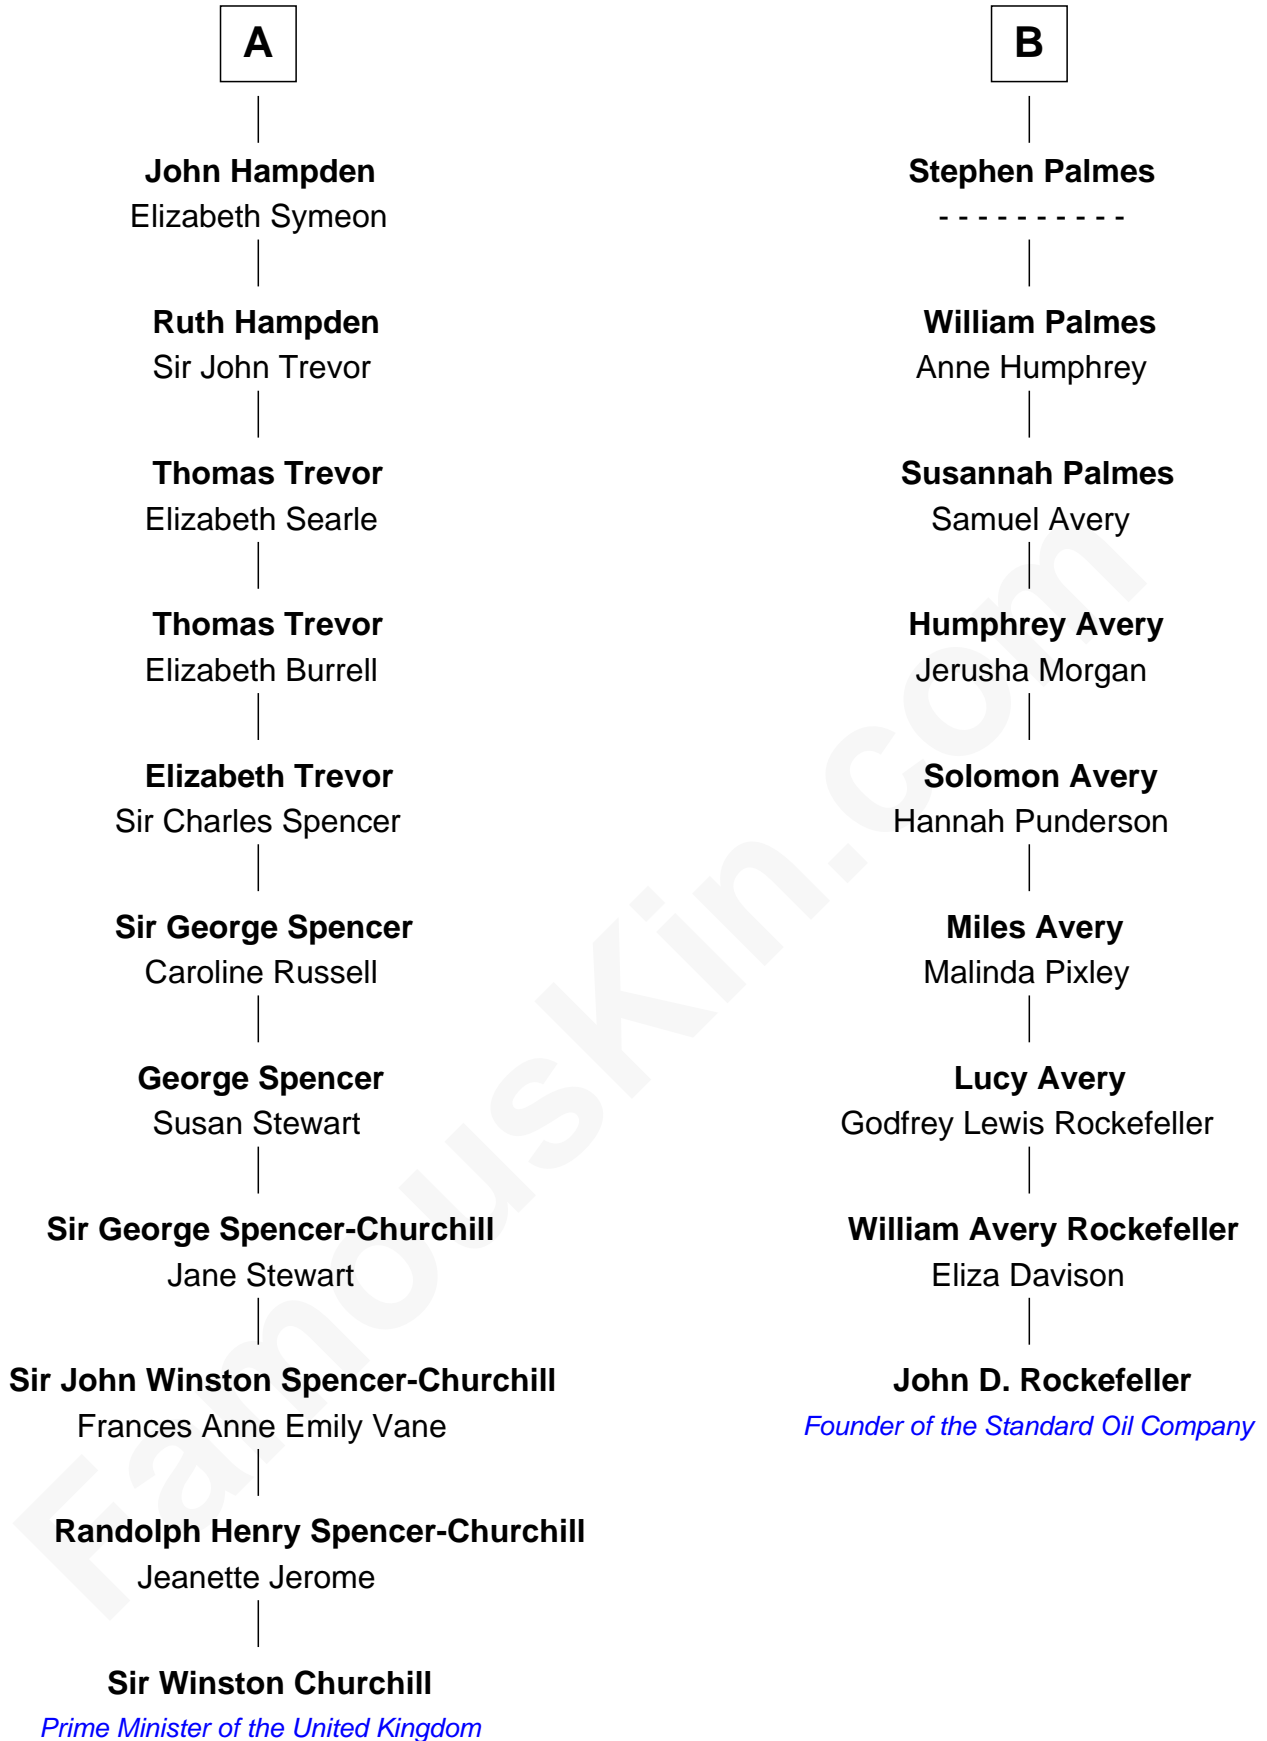 A
John Hampden
Elizabeth Symeon
Ruth Hampden
Sir John Trevor
Thomas Trevor
Elizabeth Searle
Thomas Trevor
Elizabeth Burrell
Elizabeth Trevor
Sir Charles Spencer
Sir George Spencer
Caroline Russell
George Spencer
Susan Stewart
Sir George Spencer-Churchill
Jane Stewart
Sir John Winston Spencer-Churchill
Frances Anne Emily Vane
Randolph Henry Spencer-Churchill
Jeanette Jerome
Sir Winston Churchill
Prime Minister of the United Kingdom
B
Stephen Palmes
- - - - - - - - - -
William Palmes
Anne Humphrey
Susannah Palmes
Samuel Avery
Humphrey Avery
Jerusha Morgan
Solomon Avery
Hannah Punderson
Miles Avery
Malinda Pixley
Lucy Avery
Godfrey Lewis Rockefeller
William Avery Rockefeller
Eliza Davison
John D. Rockefeller
Founder of the Standard Oil Company
FamousKin.com